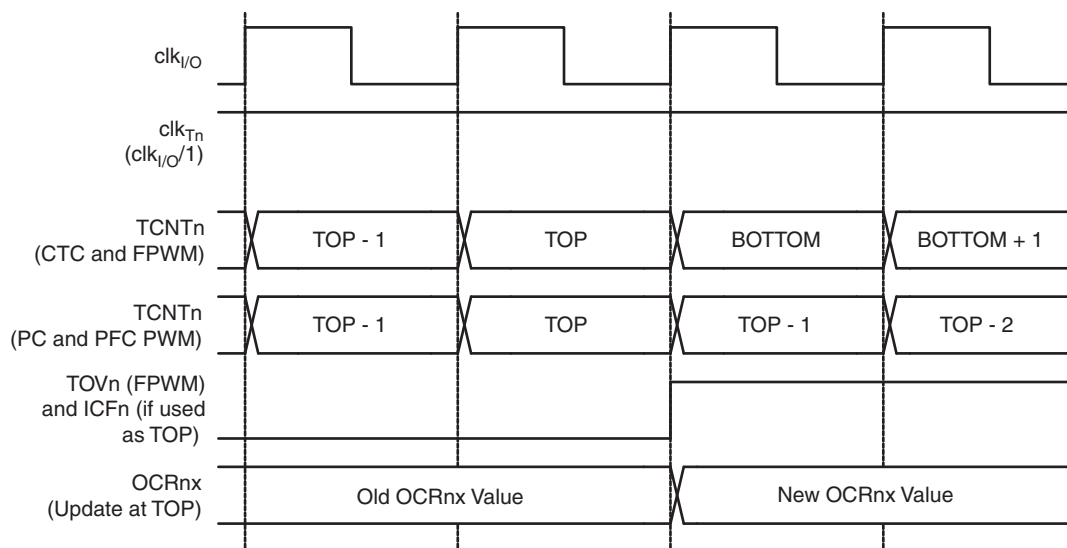 clkI/O
clkTn
(clkI/O/1)
TCNTn
(CTC and FPWM)
TOP - 1
TOP
BOTTOM
BOTTOM + 1
TCNTn
(PC and PFC PWM)
TOP - 1
TOP
TOP - 1
TOP - 2
TOVn (FPWM)
and ICFn (if used
as TOP)
OCRnx
(Update at TOP)
Old OCRnx Value
New OCRnx Value